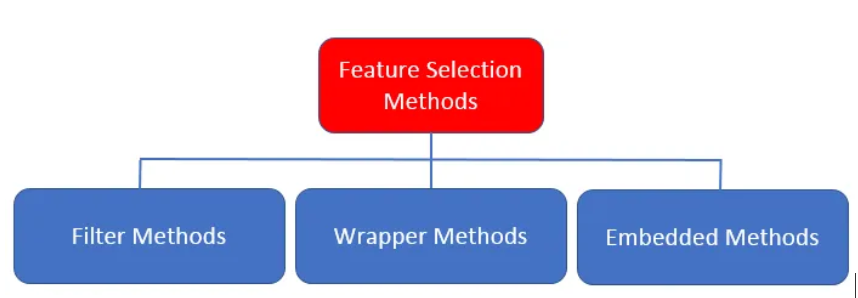 Feature Selection
Methods
Filter Methods
Wrapper Methods
Embedded Methods